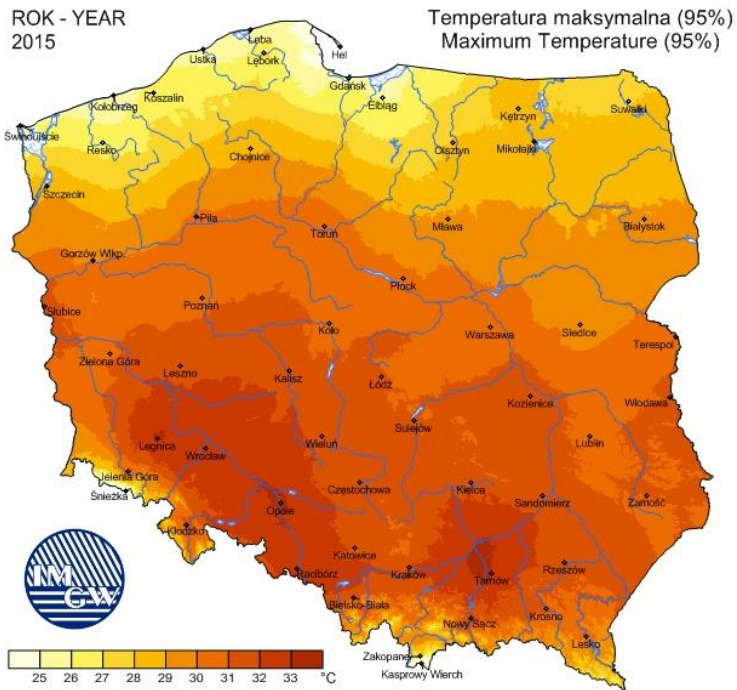 ROK - YEAR
2015
Temperatura maksymalna (95%)
Maximum Temperature (95%)
Łeba
Hel
Ustka
Lębork
Gdańsk
Kołobrzeg
Koszalin
Elbląg
Kętrzyn
Suwałki
Świnoujście
Resko
Chojnice
Olsztyn
Mikołajki
Szczecin
Piła
Toruń
Mława
Białystok
Gorzów Wlkp.
Płock
Słubice
Poznań
Koło
Warszawa
Siedlce
Terespol
Zielona Góra
Leszno
Kalisz
Łódź
Kozienice
Włodawa
Sulejów
Legnica
Wrocław
Wieluń
Lublin
Jelenia Góra
Śnieżka
Częstochowa
Kielce
Sandomierz
Zamość
Opole
Kłodzko
Katowice
Racibórz
Kraków
Tarnów
Rzeszów
Bielsko-Biała
Nowy Sącz
Krosno
Lesko
Zakopane
Kasprowy Wierch
IM
GW
25 26 27 28 29 30 31 32 33 °C